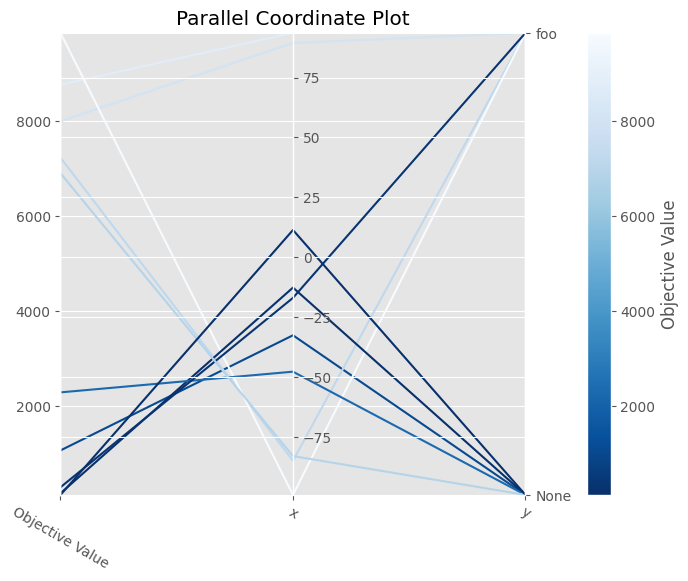 Parallel Coordinate Plot
8000
6000
4000
2000
75
50
25
0
−25
−50
−75
foo
None
8000
6000
4000
2000
Objective Value
Objective Value
x
y